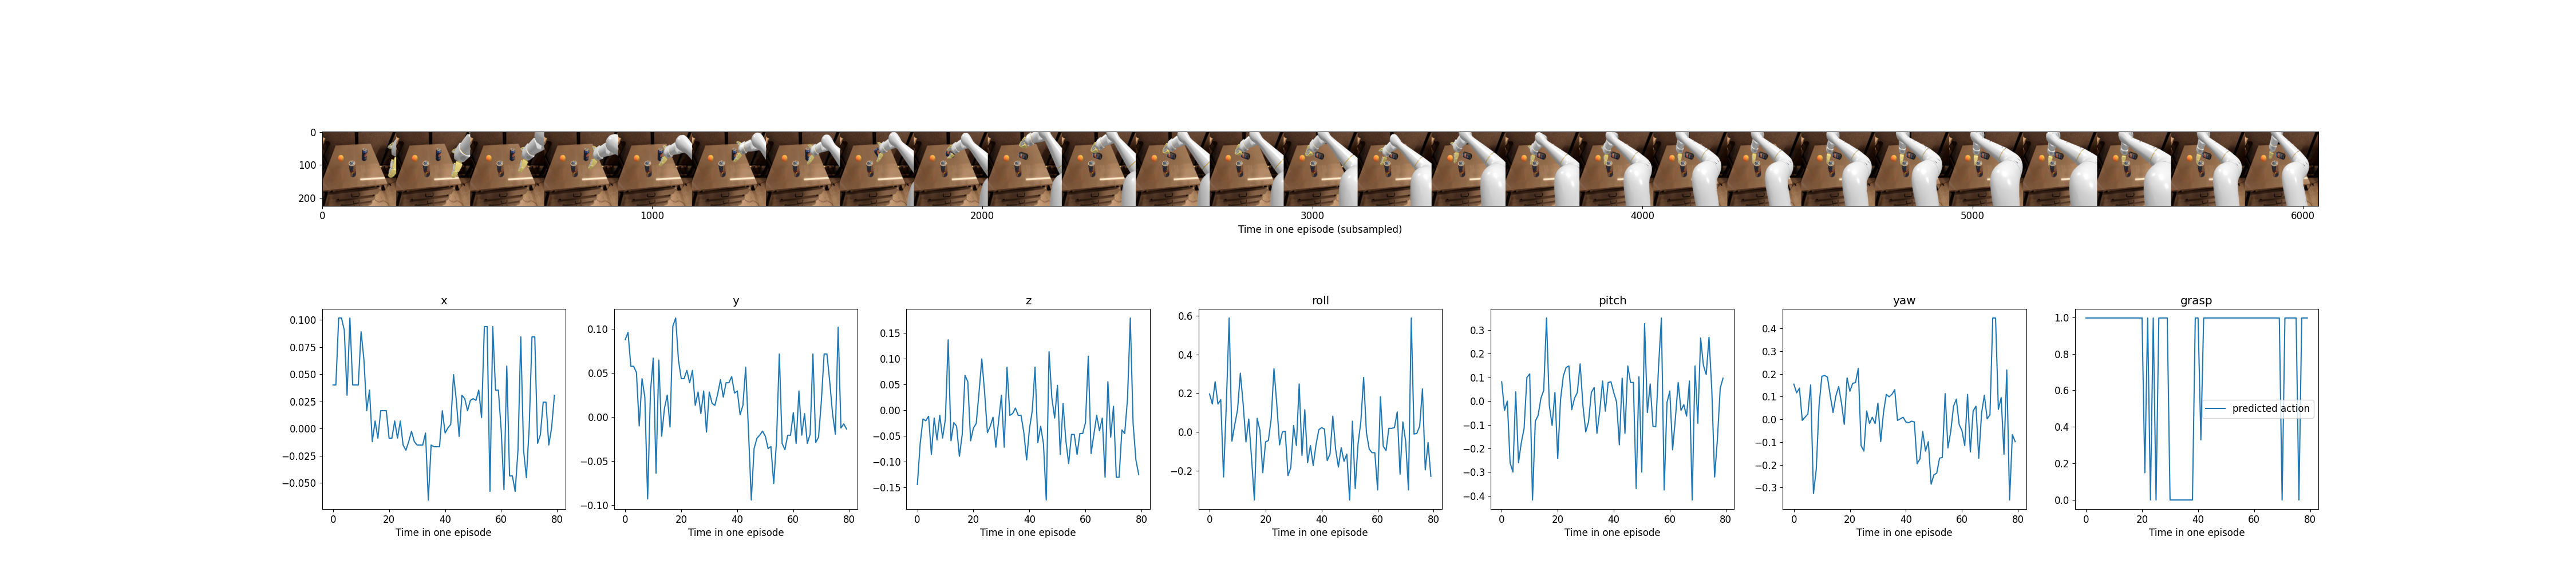 0
100
200
0 1000 2000 3000 4000 5000 6000
Time in one episode (subsampled)
x y z roll pitch yaw grasp
0.100
0.075
0.050
0.025
0.000
−0.025
−0.050
0 20 40 60 80
Time in one episode
0.10
0.05
0.00
−0.05
−0.10
0 20 40 60 80
Time in one episode
0.15
0.10
0.05
0.00
−0.05
−0.10
−0.15
0 20 40 60 80
Time in one episode
0.6
0.4
0.2
0.0
−0.2
0 20 40 60 80
Time in one episode
0.3
0.2
0.1
0.0
−0.1
−0.2
−0.3
−0.4
0 20 40 60 80
Time in one episode
0.4
0.3
0.2
0.1
0.0
−0.1
−0.2
−0.3
0 20 40 60 80
Time in one episode
1.0
0.8
0.6
0.4
0.2
0.0
predicted action
0 20 40 60 80
Time in one episode